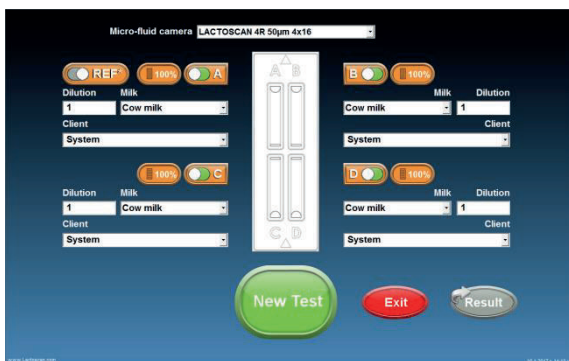 Micro-fluid camera LACTOSCAN 4R 50µm 4x16
REF* 100% A
Dilution Milk
1 Cow milk
Client
System
A B
B 100%
Milk Dilution
Cow milk 1
Client
System
100% C
Dilution Milk
1 Cow milk
Client
System
C D
D 100%
Milk Dilution
Cow milk 1
Client
System
New Test Exit Result